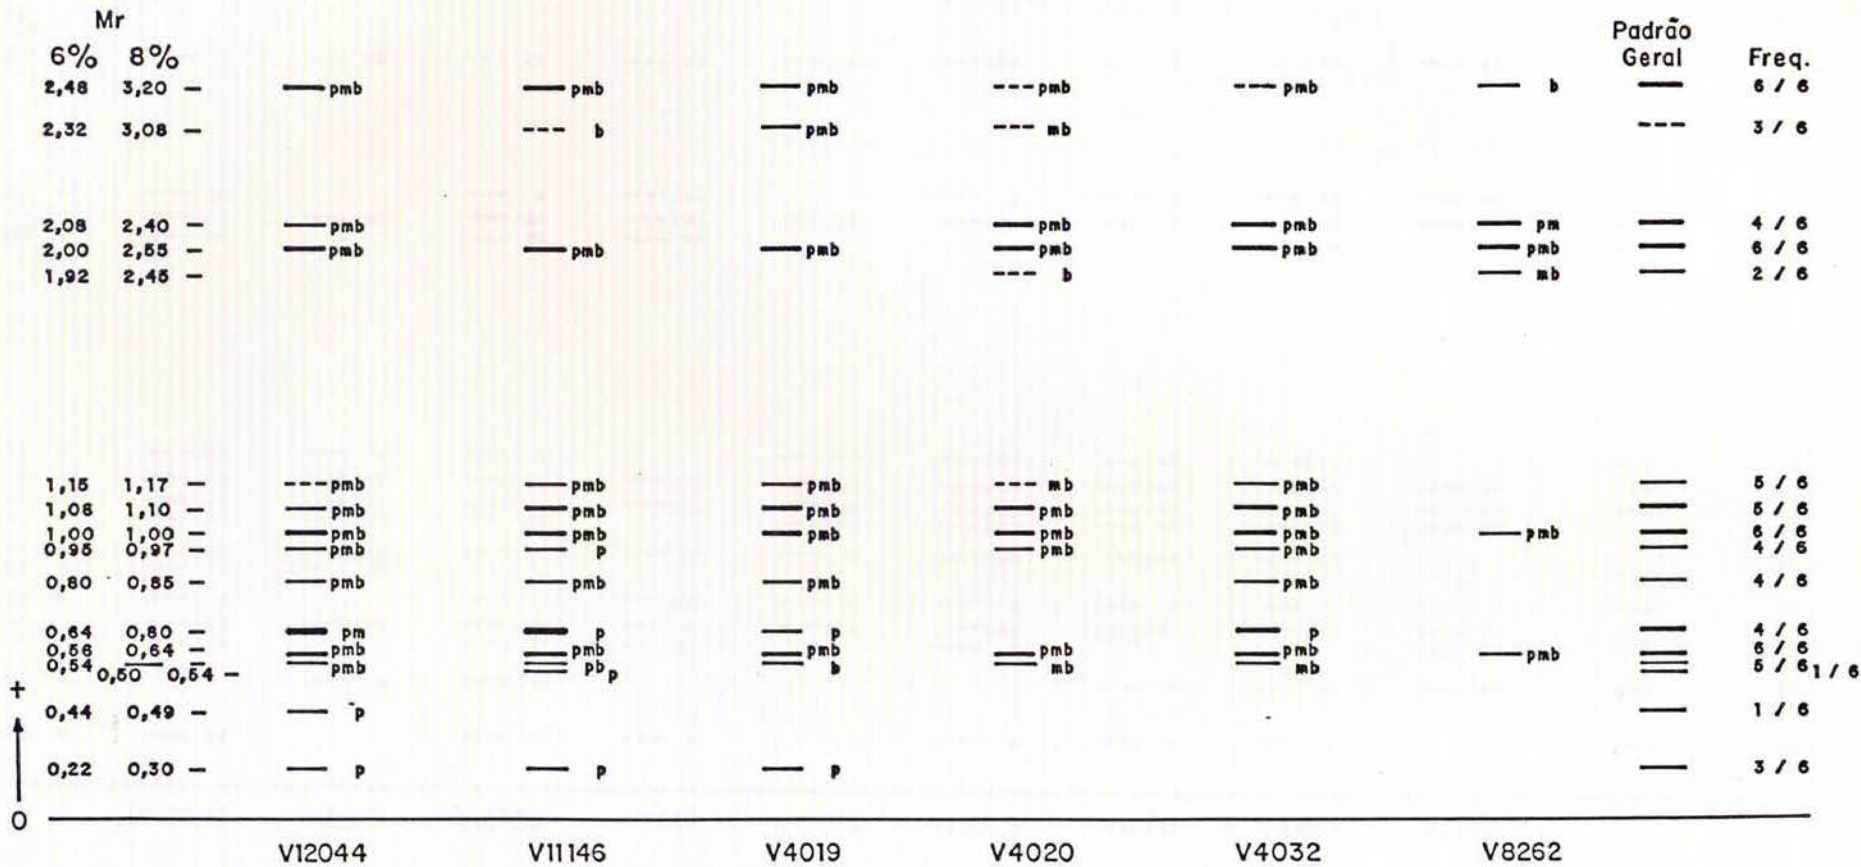 Mr
Padrão
6% 8% Geral Freq.
2,48 3,20 – pmb pmb pmb pmb pmb b 6 / 6
2,32 3,08 – b pmb mb 3 / 6
2,08 2,40 – pmb pmb pmb pm 4 / 6
2,00 2,55 – pmb pmb pmb pmb pmb pmb 6 / 6
1,92 2,45 – b mb 2 / 6
1,15 1,17 – pmb pmb pmb mb pmb 5 / 6
1,08 1,10 – pmb pmb pmb pmb pmb 5 / 6
1,00 1,00 – pmb pmb pmb pmb pmb pmb 6 / 6
0,95 0,97 – pmb p pmb pmb 4 / 6
0,80 0,85 – pmb pmb pmb pmb 4 / 6
0,64 0,80 – pm p p p 4 / 6
0,56 0,64 – pmb pmb pmb pmb pmb pmb 6 / 6
0,54 — – pmb pb b mb mb 5 / 6
0,50 0,54 – p 1 / 6
+
0,44 0,49 – p 1 / 6
0,22 0,30 – p p p 3 / 6
O
V12044 V11146 V4019 V4020 V4032 V8262